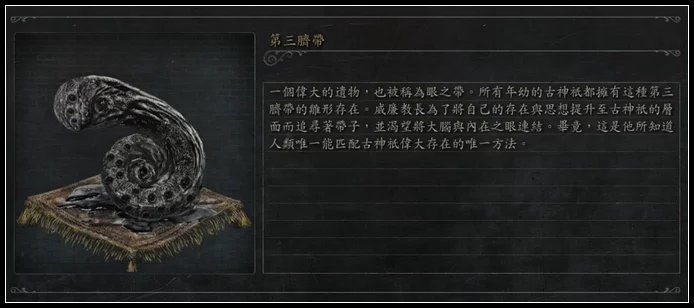 第三臍帶
一個偉大的遺物，也被稱為眼之帶。所有年幼的古神祇都擁有這種第三
臍帶的雛形存在。威廉教長為了將自己的存在與思想提升至古神祇的層
面而追尋著帶子，並渴望將大腦與內在之眼連結。畢竟，這是他所知道
人類唯一能匹配古神祇偉大存在的唯一方法。